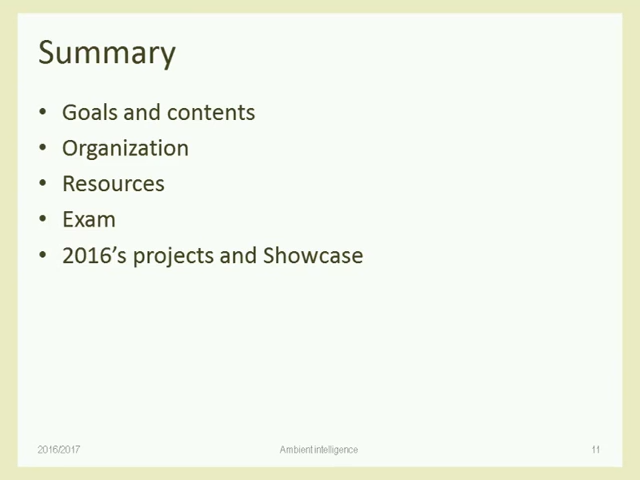 Summary
• Goals and contents
• Organization
• Resources
• Exam
• 2016’s projects and Showcase
2016/2017
Ambient intelligence
11